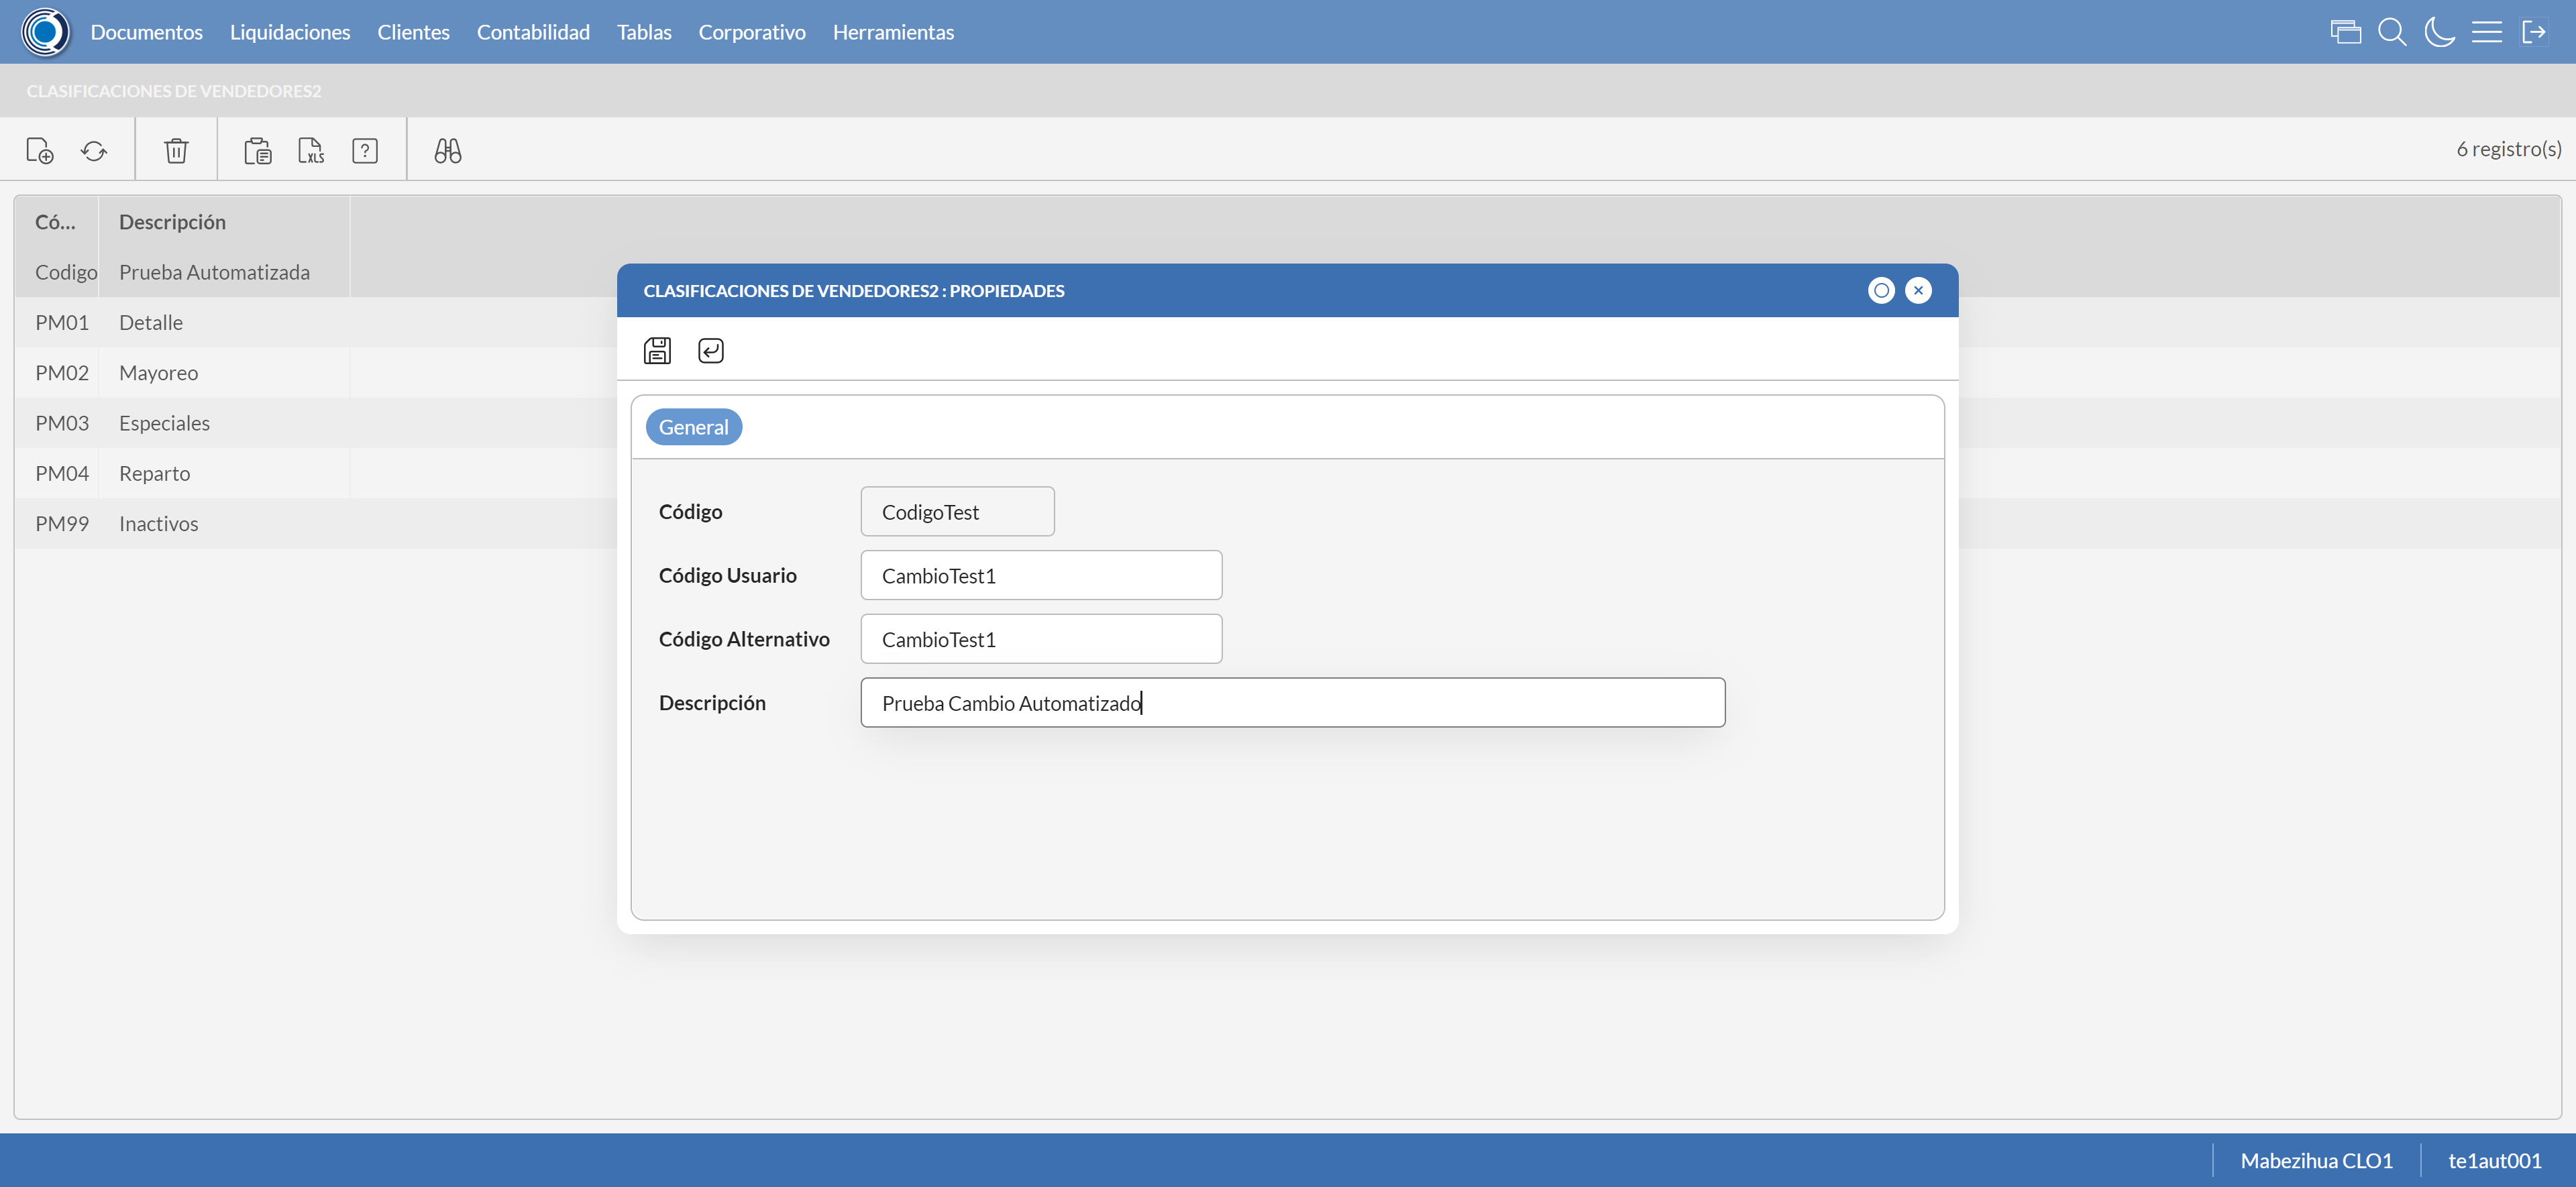 Documentos Liquidaciones Clientes Contabilidad Tablas Corporativo Herramientas
CLASIFICACIONES DE VENDEDORES2
XLS ? 6 registro(s)
Có... Descripción
Codigo Prueba Automatizada
PM01 Detalle
PM02 Mayoreo
PM03 Especiales
PM04 Reparto
PM99 Inactivos
CLASIFICACIONES DE VENDEDORES2 : PROPIEDADES
General
Código CodigoTest
Código Usuario CambioTest1
Código Alternativo CambioTest1
Descripción Prueba Cambio Automatizado
Mabezihua CLO1 te1aut001